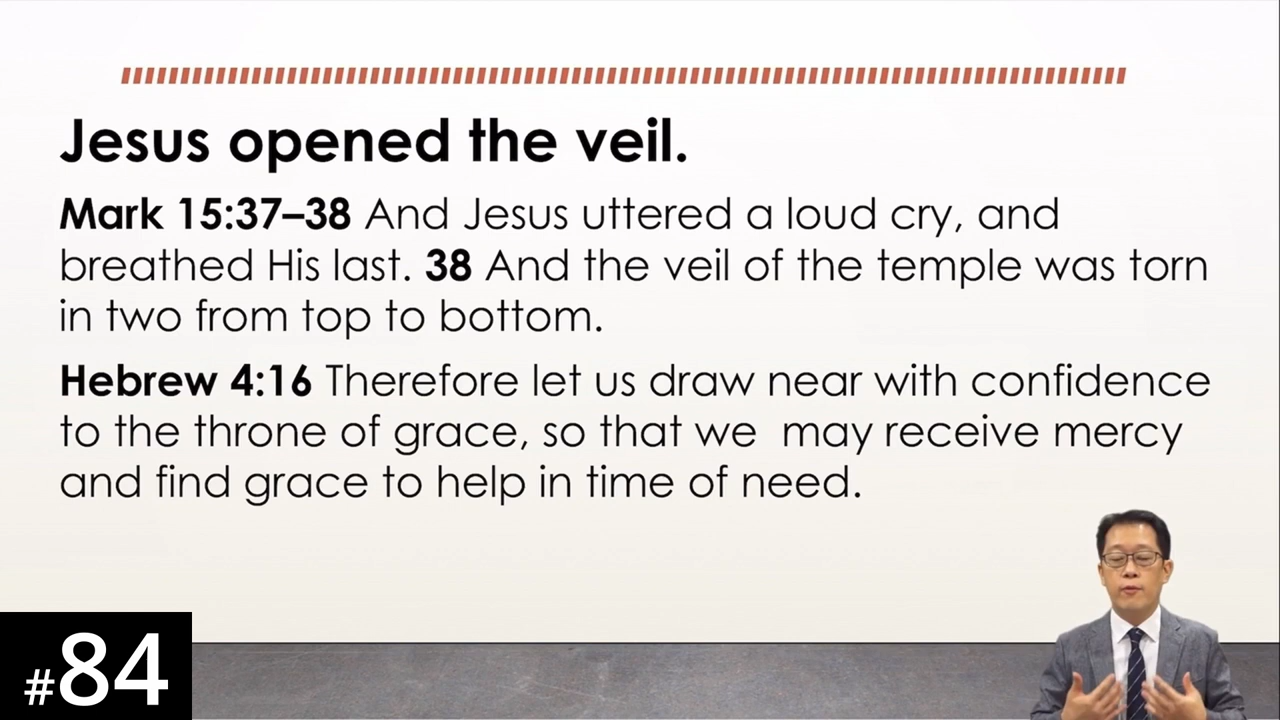 Jesus opened the veil.
Mark 15:37–38 And Jesus uttered a loud cry, and
breathed His last. 38 And the veil of the temple was torn
in two from top to bottom.
Hebrew 4:16 Therefore let us draw near with confidence
to the throne of grace, so that we  may receive mercy
and find grace to help in time of need.
#84